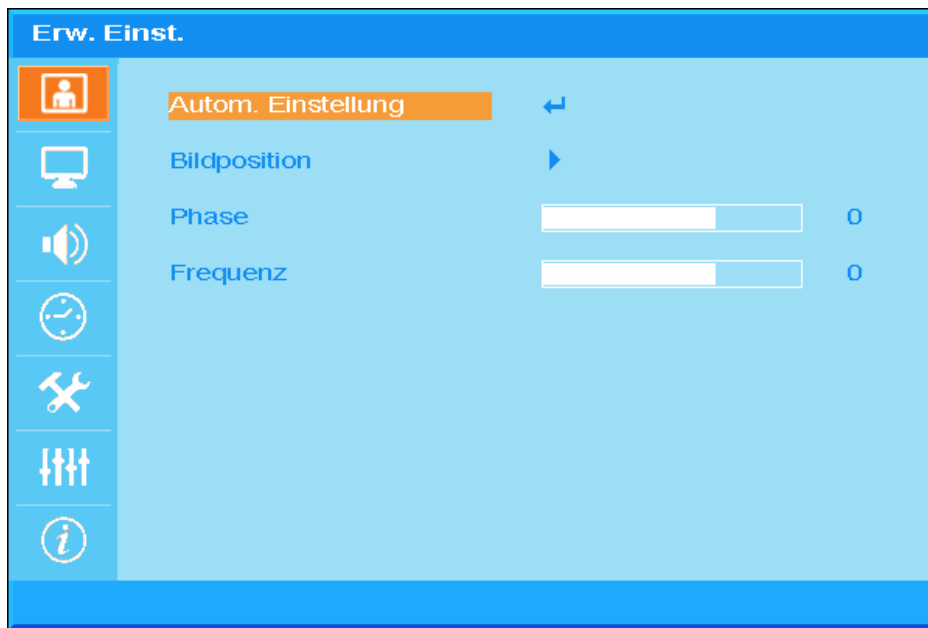 Erw. Einst.
Autom. Einstellung
Bildposition
Phase 0
Frequenz 0